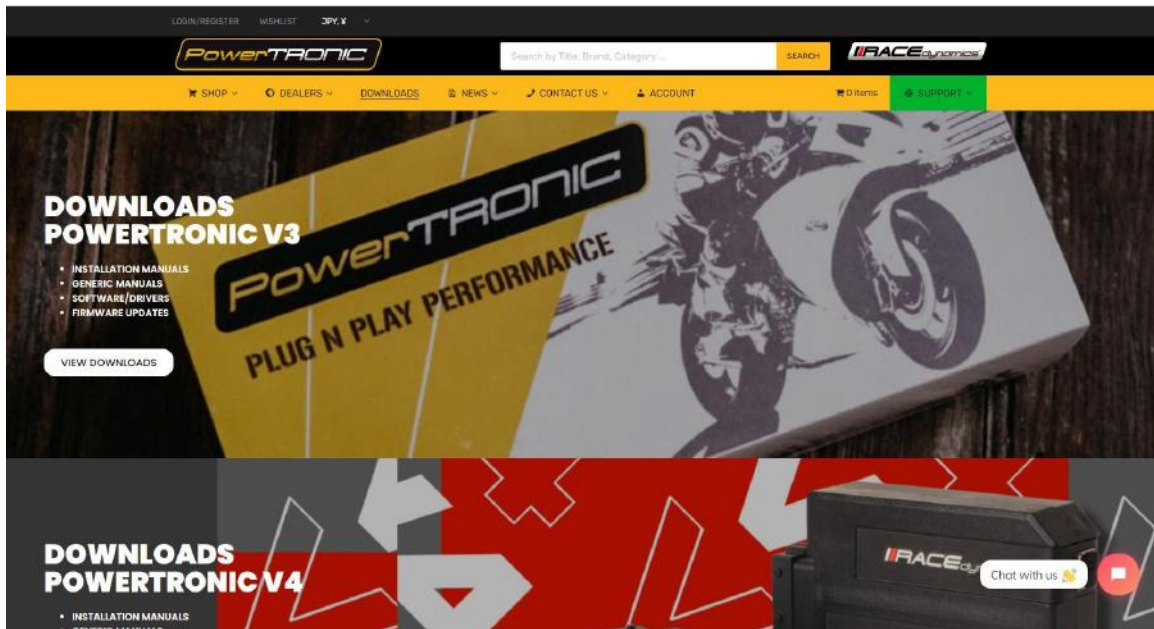 LOGIN/REGISTER WISHLIST JPY, ¥
PowerTRONIC
Search by Title, Brand, Category ...
SEARCH
RACEdynamics
SHOP DEALERS DOWNLOADS NEWS CONTACT US ACCOUNT 0 Items SUPPORT
PowerTRONIC
PLUG N PLAY PERFORMANCE
DOWNLOADS
POWERTRONIC V3
INSTALLATION MANUALS
GENERIC MANUALS
SOFTWARE/DRIVERS
FIRMWARE UPDATES
VIEW DOWNLOADS
DOWNLOADS
POWERTRONIC V4
INSTALLATION MANUALS
RACEdy
Chat with us 👋